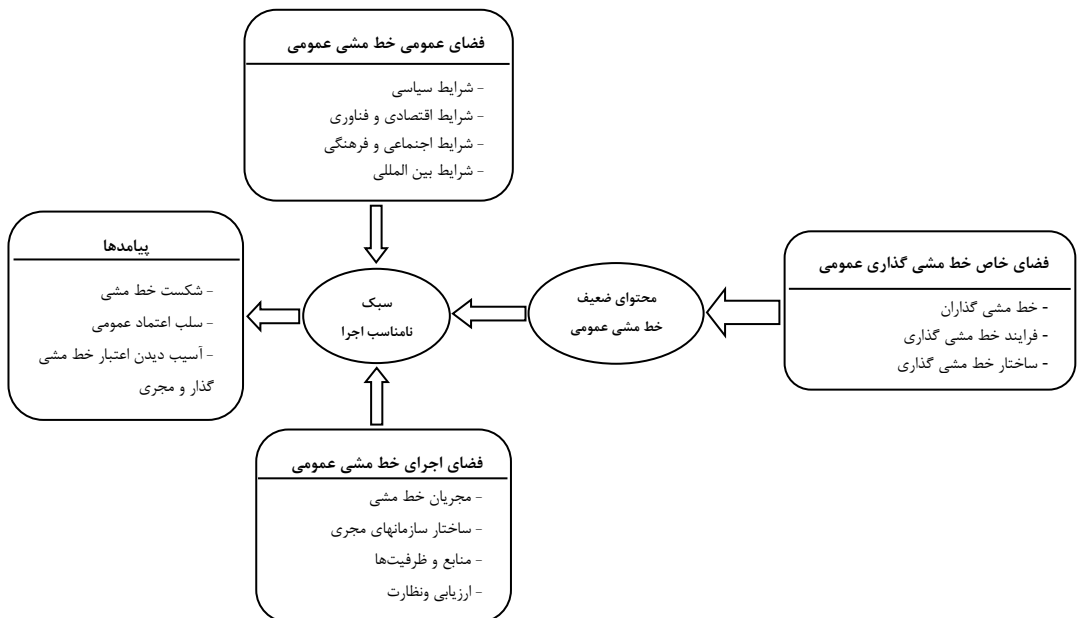 فضای عمومی خط مشی عمومی
- شرایط سیاسی
- شرایط اقتصادی و فناوری
- شرایط اجتماعی و فرهنگی
- شرایط بین المللی
فضای خاص خط مشی گذاری عمومی
- خط مشی گذاران
- فرایند خط مشی گذاری
- ساختار خط مشی گذاری
محتوای ضعیف
خط مشی عمومی
سبک
نامناسب اجرا
پیامدها
- شکست خط مشی
- سلب اعتماد عمومی
- آسیب دیدن اعتبار خط مشی
گذار و مجری
فضای اجرای خط مشی عمومی
- مجریان خط مشی
- ساختار سازمانهای مجری
- منابع و ظرفیت‌ها
- ارزیابی ونظارت